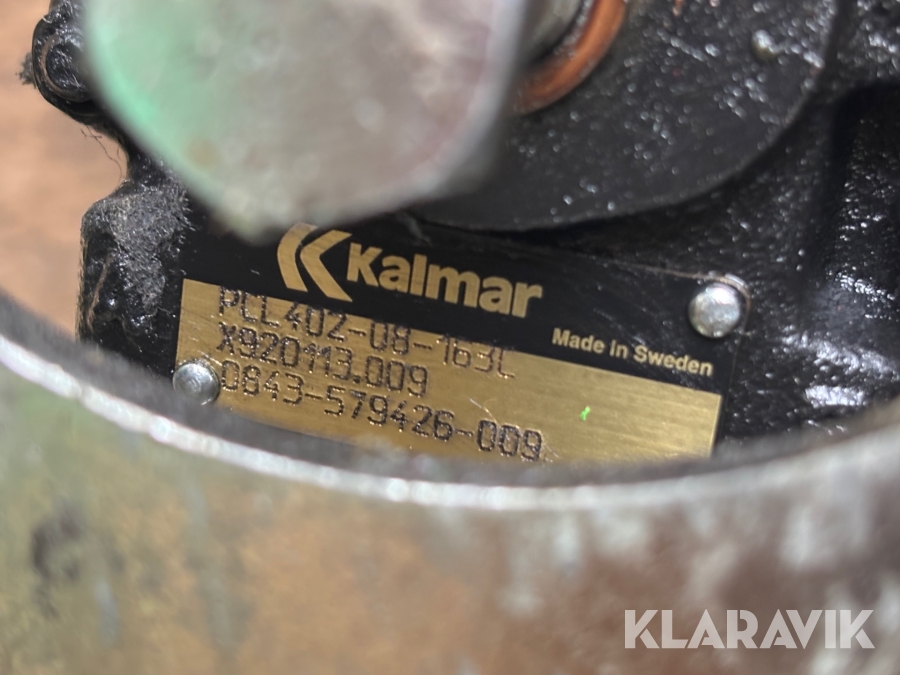 Kalmar
Made in Sweden
PCL402-08-163L
X920113.009
0843-579426-009
KLARAVIK